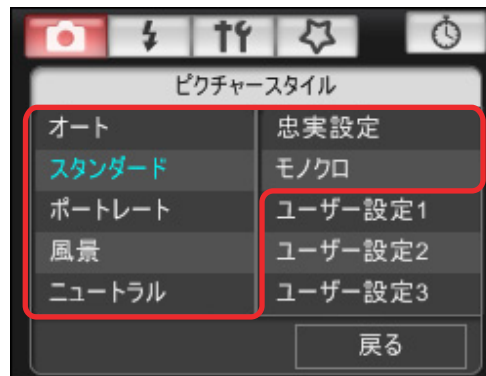 ピクチャースタイル
オート
スタンダード
ポートレート
風景
ニュートラル
忠実設定
モノクロ
ユーザー設定1
ユーザー設定2
ユーザー設定3
戻る